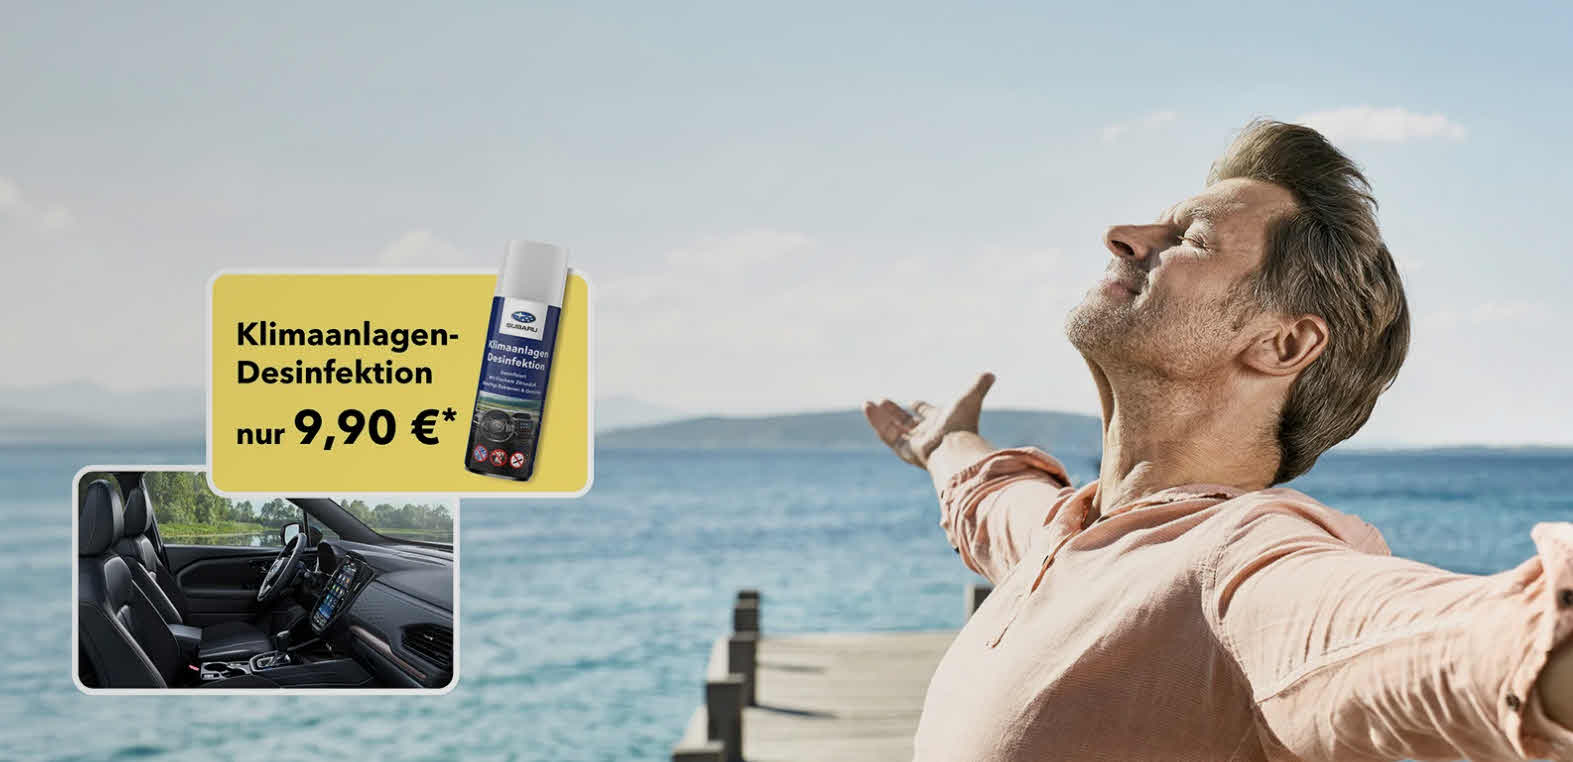 Klimaanlagen-
Desinfektion
nur 9,90 €*
SUBARU
Klimaanlagen
Desinfektion